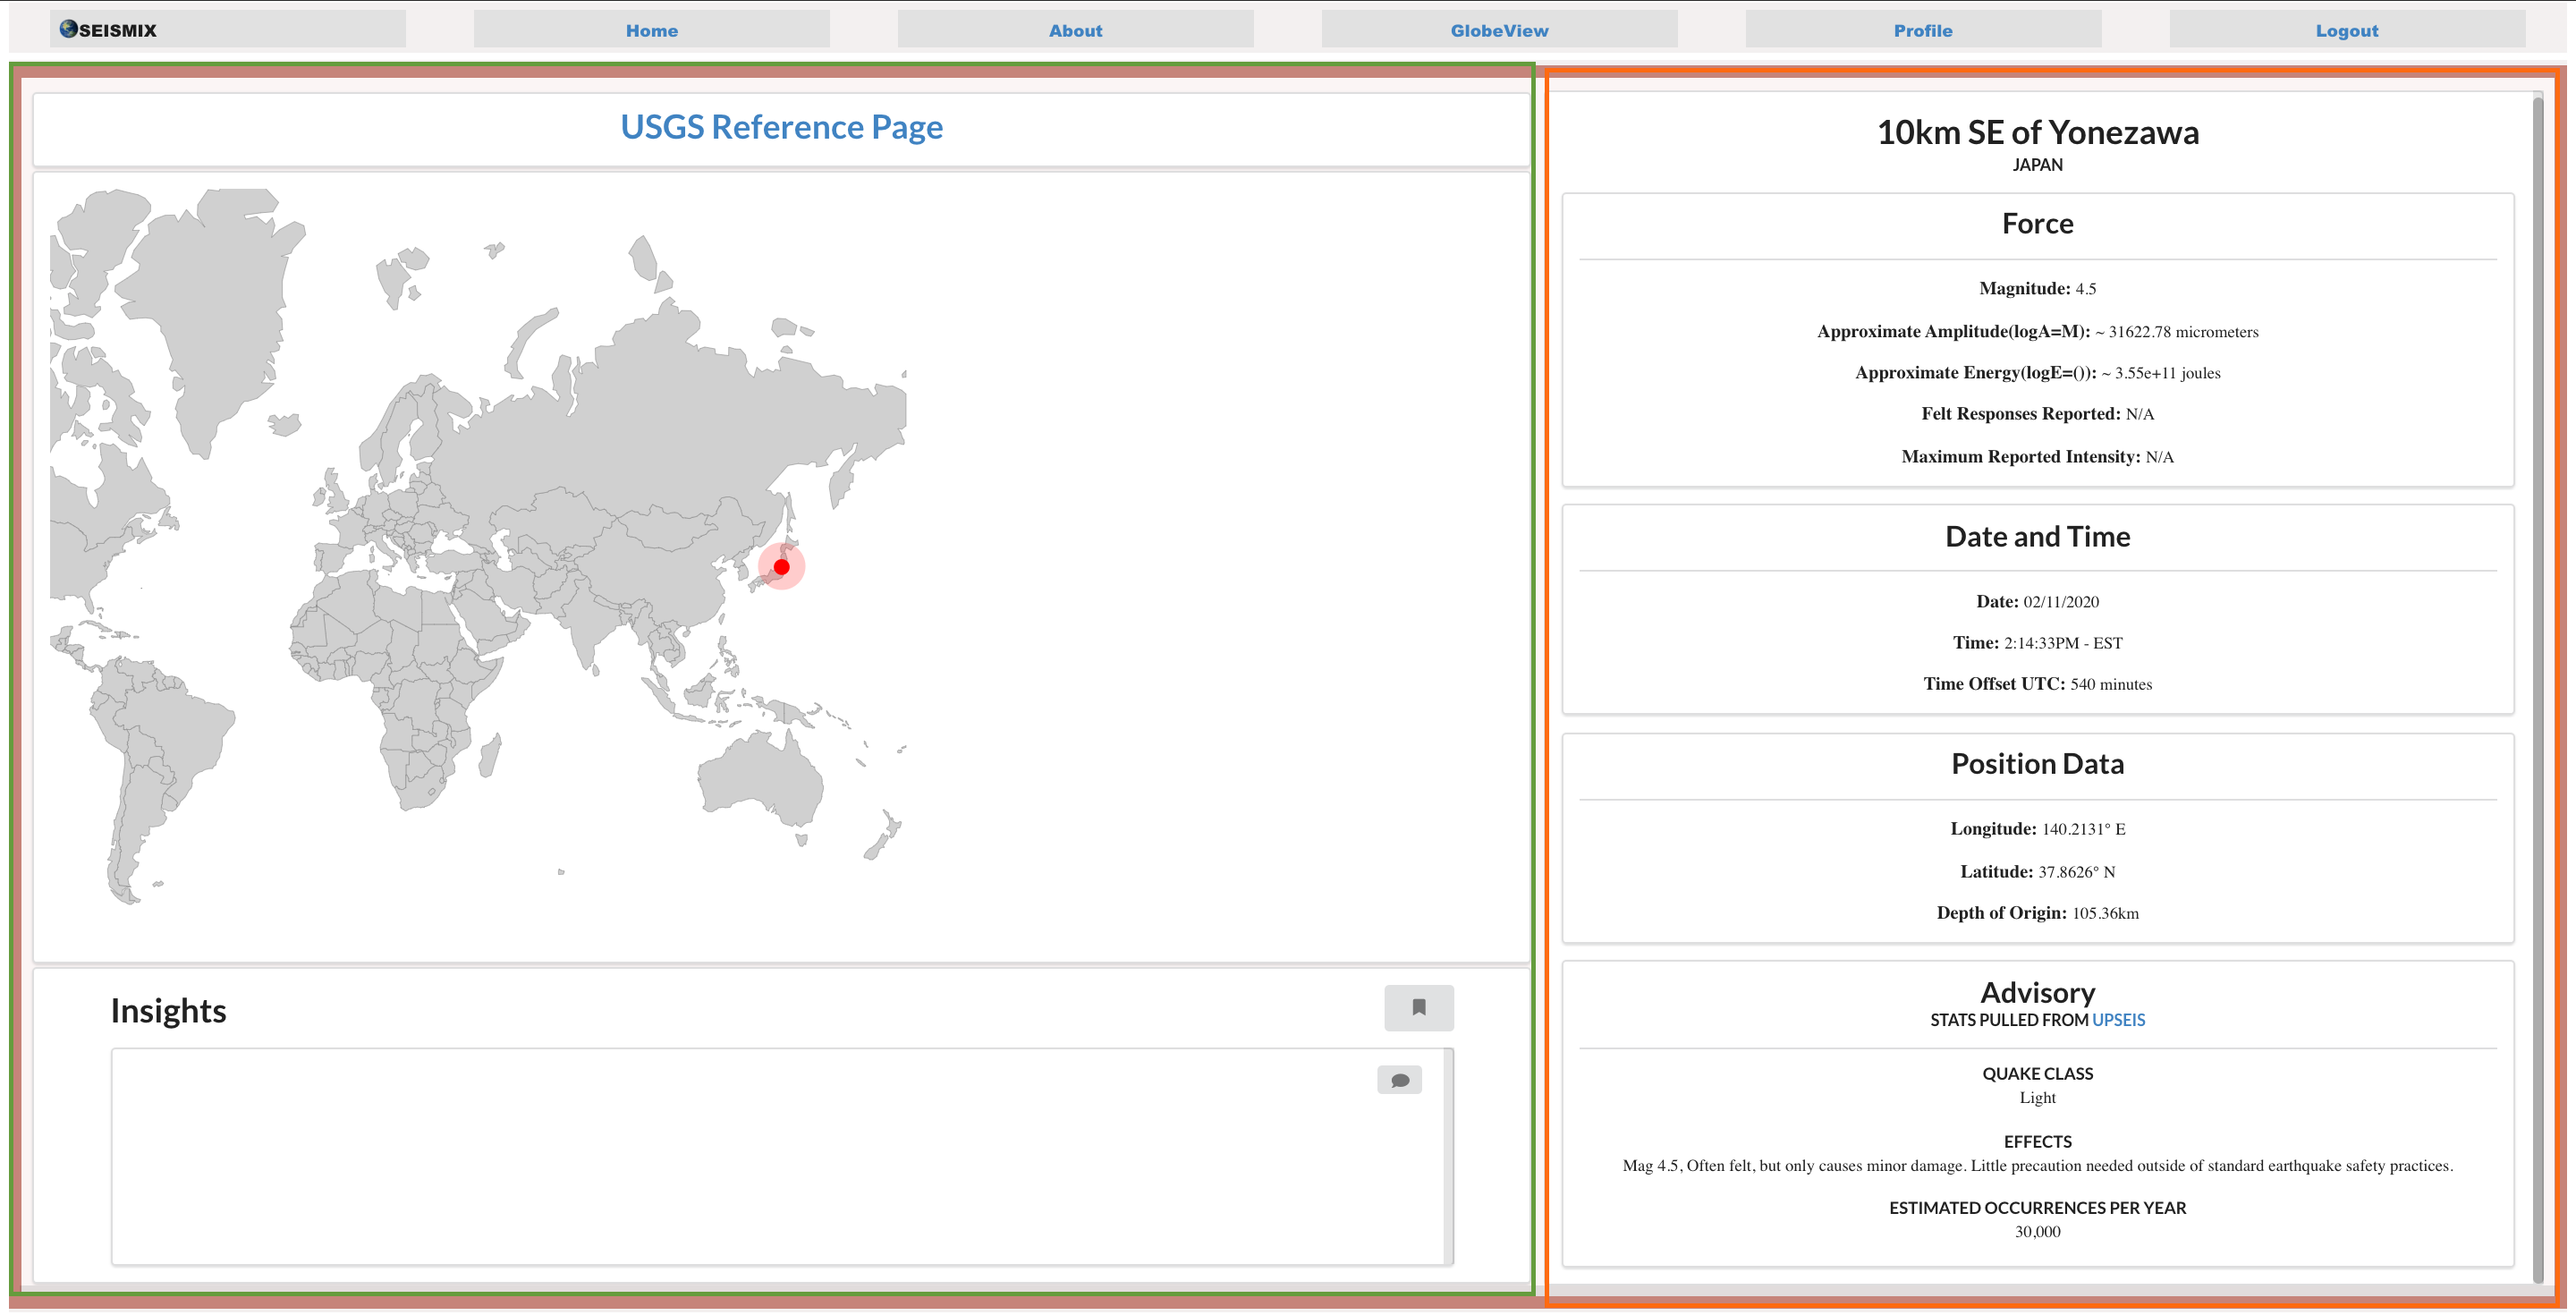 SEISMIX
Home
About
GlobeView
Profile
Logout
USGS Reference Page
Insights
10km SE of Yonezawa
JAPAN
Force
Magnitude: 4.5
Approximate Amplitude(logA=M): ~ 31622.78 micrometers
Approximate Energy(logE=()): ~ 3.55e+11 joules
Felt Responses Reported: N/A
Maximum Reported Intensity: N/A
Date and Time
Date: 02/11/2020
Time: 2:14:33PM - EST
Time Offset UTC: 540 minutes
Position Data
Longitude: 140.2131° E
Latitude: 37.8626° N
Depth of Origin: 105.36km
Advisory
STATS PULLED FROM UPSEIS
QUAKE CLASS
Light
EFFECTS
Mag 4.5, Often felt, but only causes minor damage. Little precaution needed outside of standard earthquake safety practices.
ESTIMATED OCCURRENCES PER YEAR
30,000